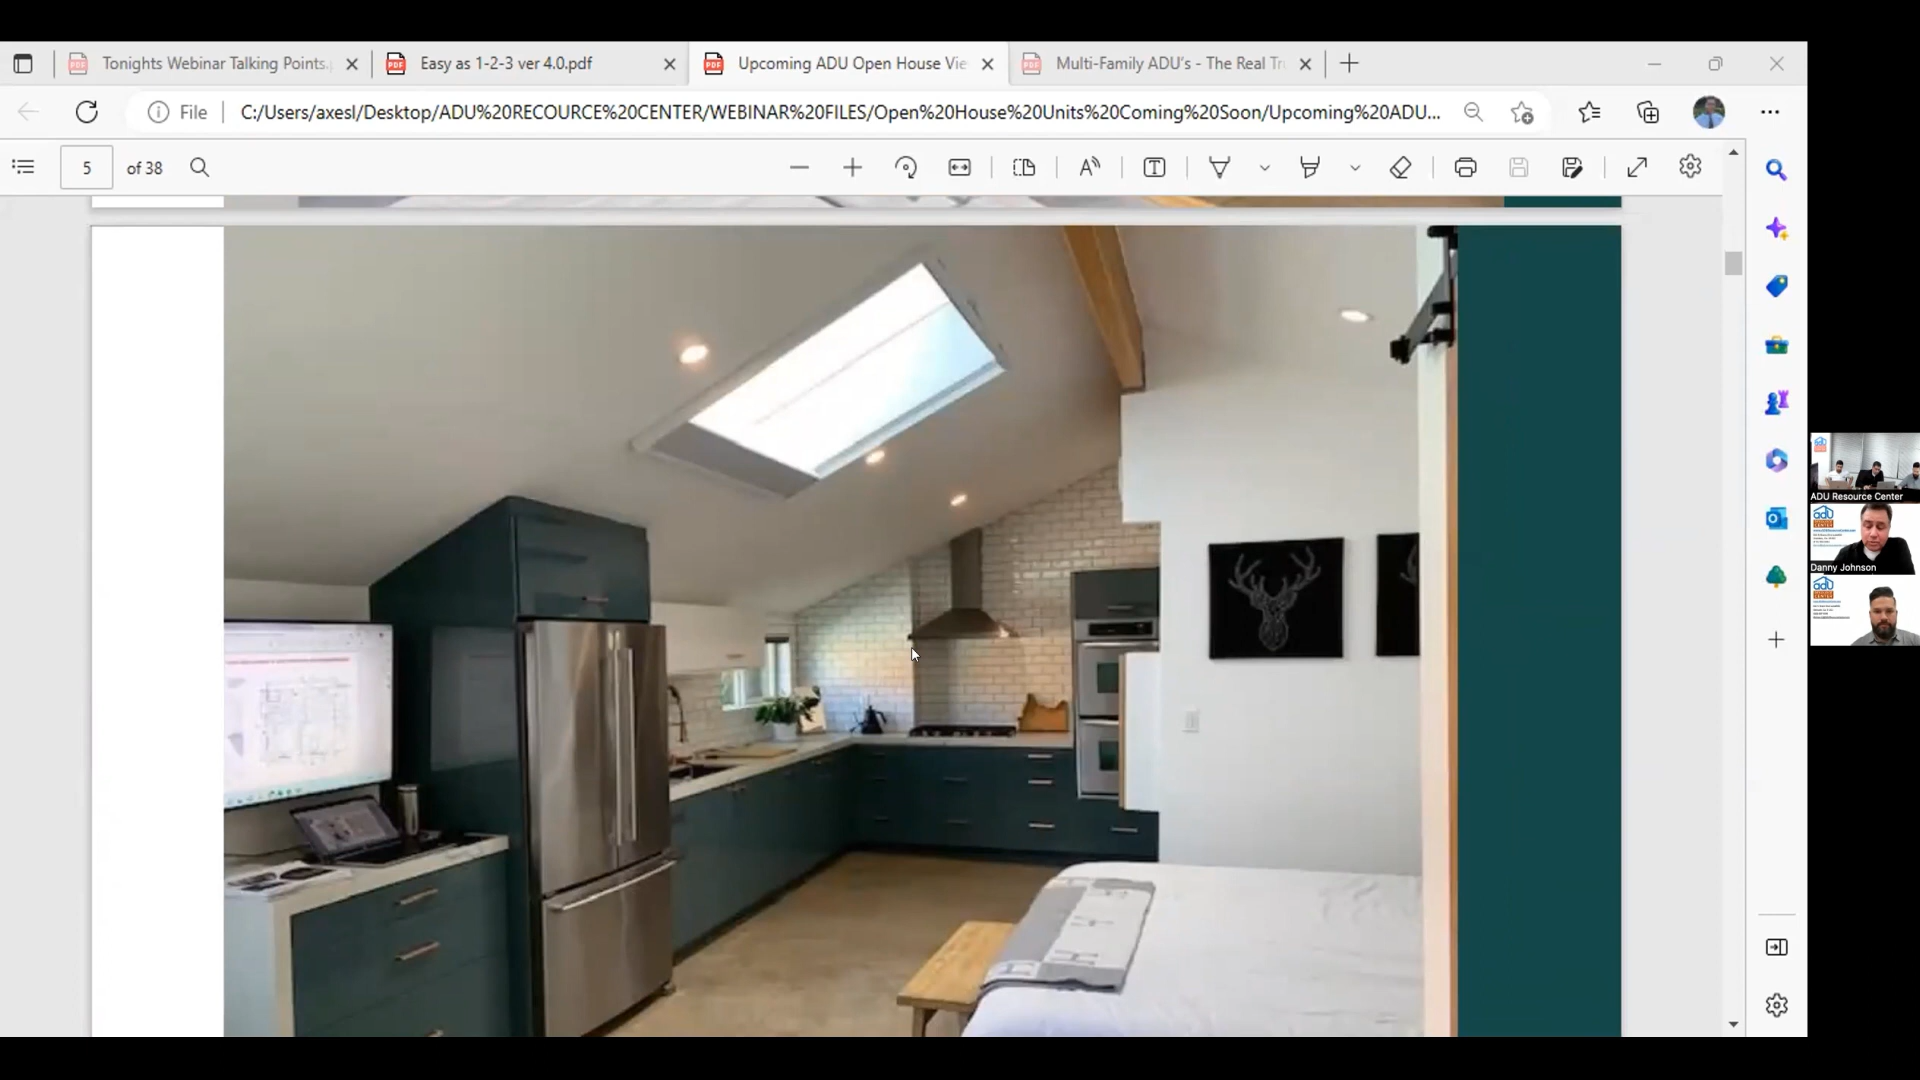 Tonights Webinar Talking Points.
Easy as 1-2-3 ver 4.0.pdf
Upcoming ADU Open House Vie
Multi-Family ADU's - The Real Tr
File
C:/Users/axesl/Desktop/ADU%20RECOURCE%20CENTER/WEBINAR%20FILES/Open%20House%20Units%20Coming%20Soon/Upcoming%20ADU...
5 of 38
ADU Resource Center
Danny Johnson